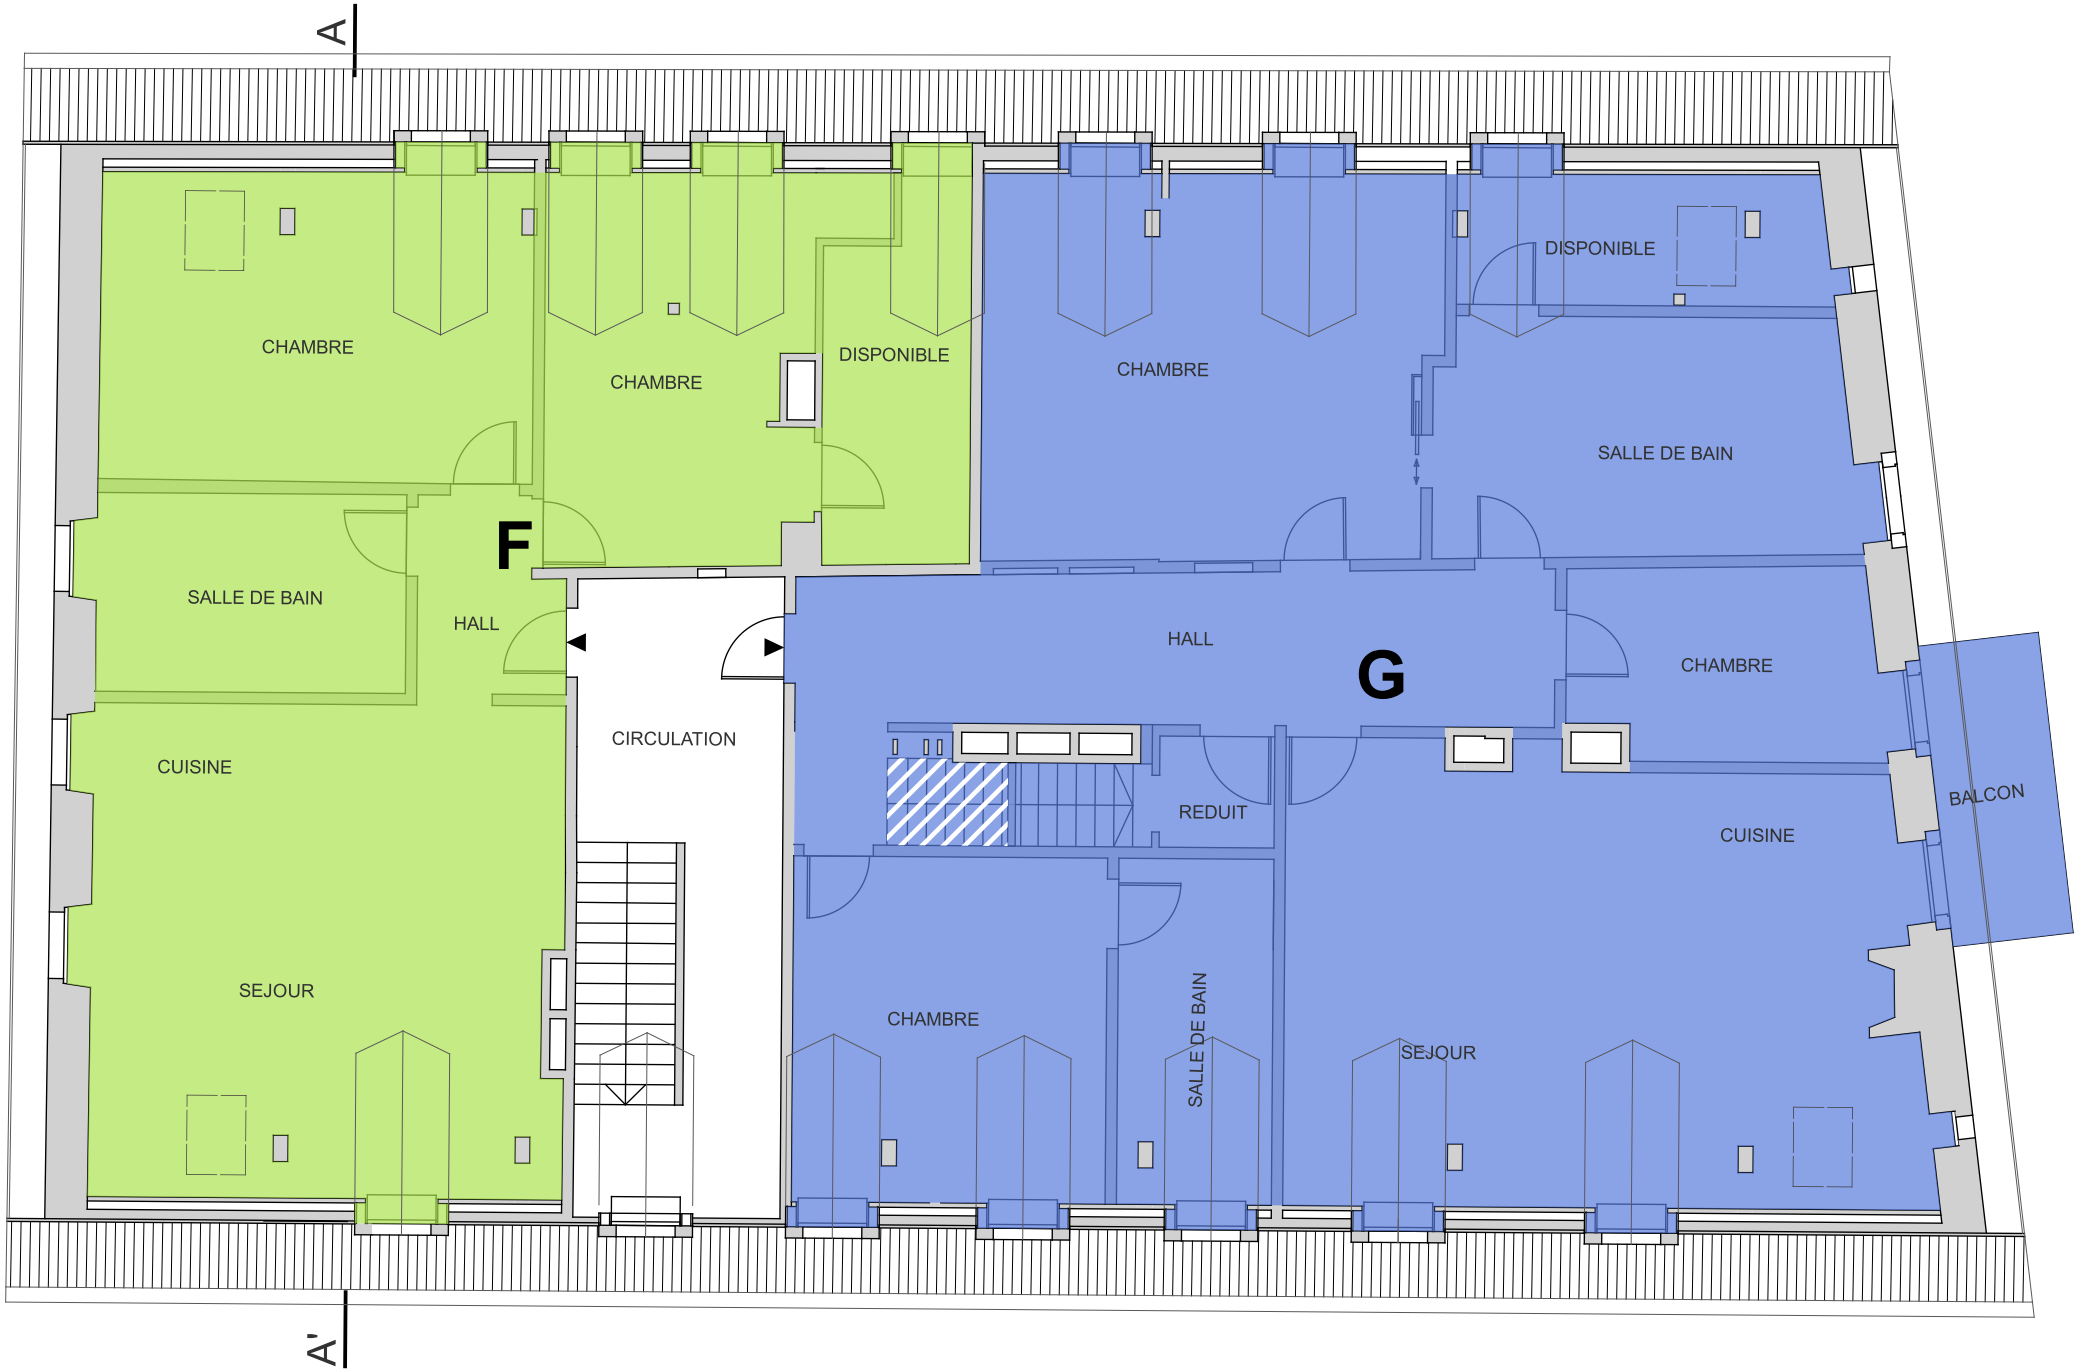 A
DISPONIBLE
CHAMBRE
DISPONIBLE
CHAMBRE
CHAMBRE
SALLE DE BAIN
F
SALLE DE BAIN
HALL
HALL
G
CHAMBRE
CIRCULATION
CUISINE
BALCON
REDUIT
CUISINE
SEJOUR
CHAMBRE
SALLE DE BAIN
SEJOUR
A'